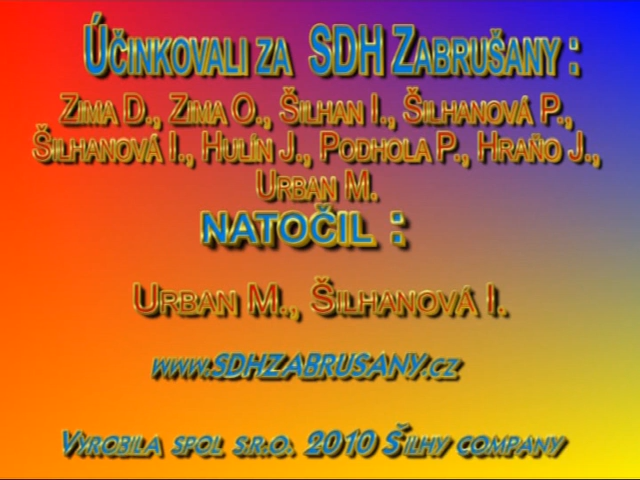 Účinkovali za SDH Zabrušany :
Zima D., Zima O., Šilhan I., Šilhanová P.,
Šilhanová I., Hulín J., Podhola P., Hraňo J.,
Urban M.
NATOČIL :
Urban M., Šilhanová I.
www.SDHZABRUSANY.cz
Vyrobila spol s.r.o. 2010 Šilhy company